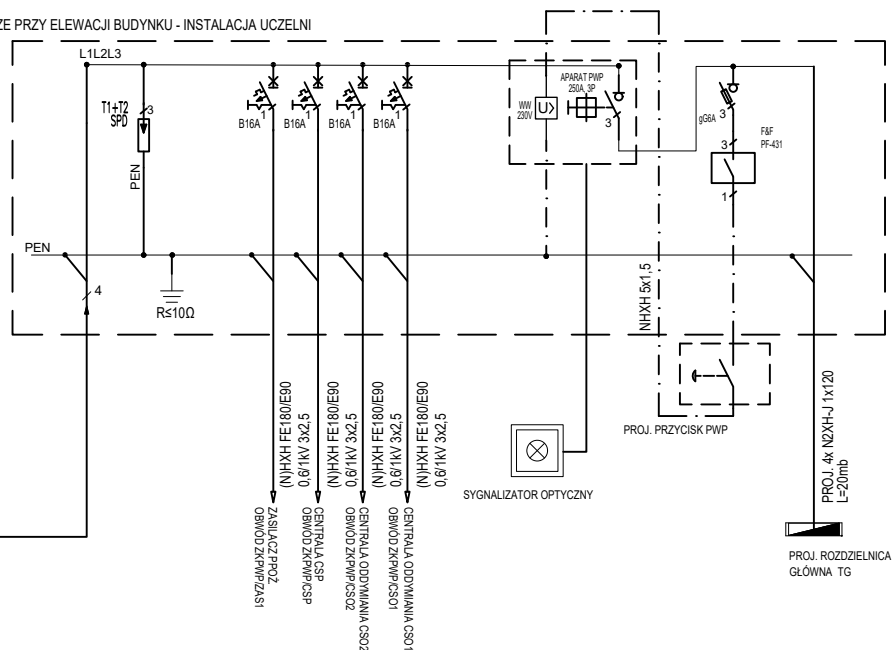 ZE PRZY ELEWACJI BUDYNKU - INSTALACJA UCZELNI
L1L2L3
T1+T2
SPD
3
PEN
PEN
4
R≤10Ω
B16A
1
B16A
1
B16A
1
B16A
1
WW
230V
U>
APARAT PWP
250A, 3P
3
gG6A
3
3
F&F
PF-431
1
NHXH 5x1,5
(N)HXH FE180/E90
0,6/1kV 3x2,5
(N)HXH FE180/E90
0,6/1kV 3x2,5
(N)HXH FE180/E90
0,6/1kV 3x2,5
(N)HXH FE180/E90
0,6/1kV 3x2,5
ZASILACZ PPOŻ
OBWÓD ZKPWP/ZAS1
CENTRALA CSP
OBWÓD ZKPWP/CSP
CENTRALA ODDYMIANIA CSO2
OBWÓD ZKPWP/CSO2
CENTRALA ODDYMIANIA CSO1
OBWÓD ZKPWP/CSO1
SYGNALIZATOR OPTYCZNY
PROJ. PRZYCISK PWP
PROJ. 4x N2XH-J 1x120
L=20mb
PROJ. ROZDZIELNICA
GŁÓWNA TG